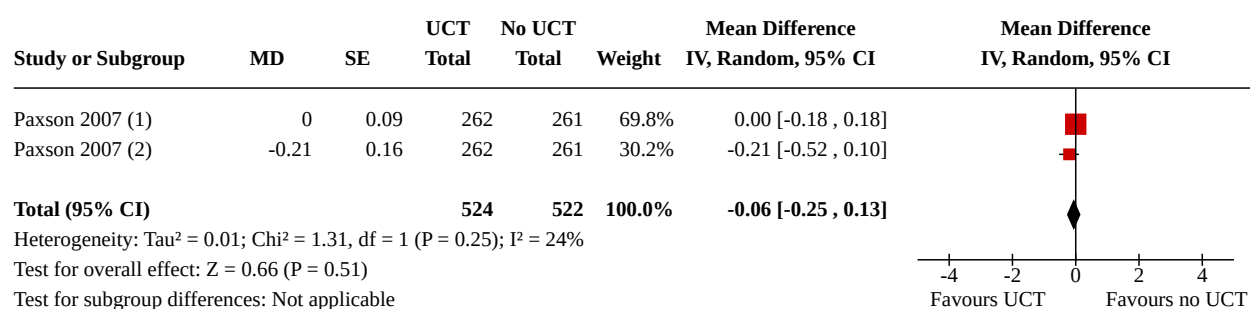 UCT No UCT Mean Difference Mean Difference
Study or Subgroup MD SE Total Total Weight IV, Random, 95% CI IV, Random, 95% CI
Paxson 2007 (1) 0 0.09 262 261 69.8% 0.00 [-0.18 , 0.18]
Paxson 2007 (2) -0.21 0.16 262 261 30.2% -0.21 [-0.52 , 0.10]
Total (95% CI) 524 522 100.0% -0.06 [-0.25 , 0.13]
Heterogeneity: Tau² = 0.01; Chi² = 1.31, df = 1 (P = 0.25); I² = 24%
Test for overall effect: Z = 0.66 (P = 0.51)
-4 -2 0 2 4
Test for subgroup differences: Not applicable Favours UCT Favours no UCT